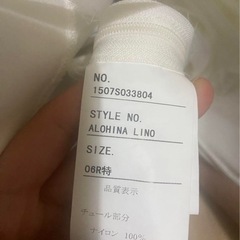 NO.
1507S033804
STYLE NO.
ALOHINA LINO
SIZE.
06R特
品質表示
チュール部分
ナイロン 100%